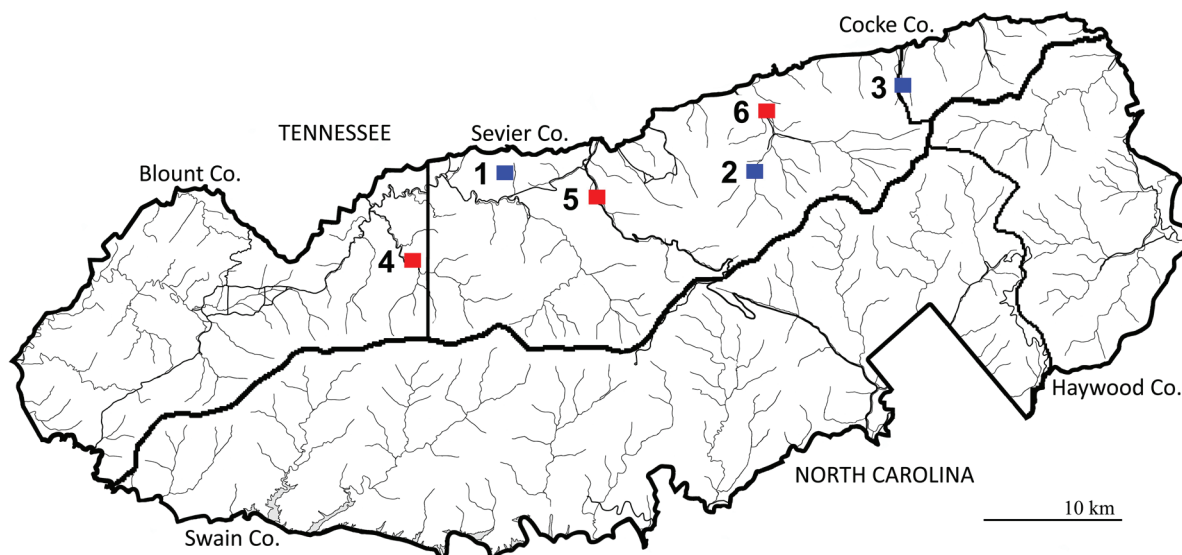 Cocke Co.
3
6
TENNESSEE
Sevier Co.
Blount Co.
1
2
5
4
Haywood Co.
NORTH CAROLINA
10 km
Swain Co.